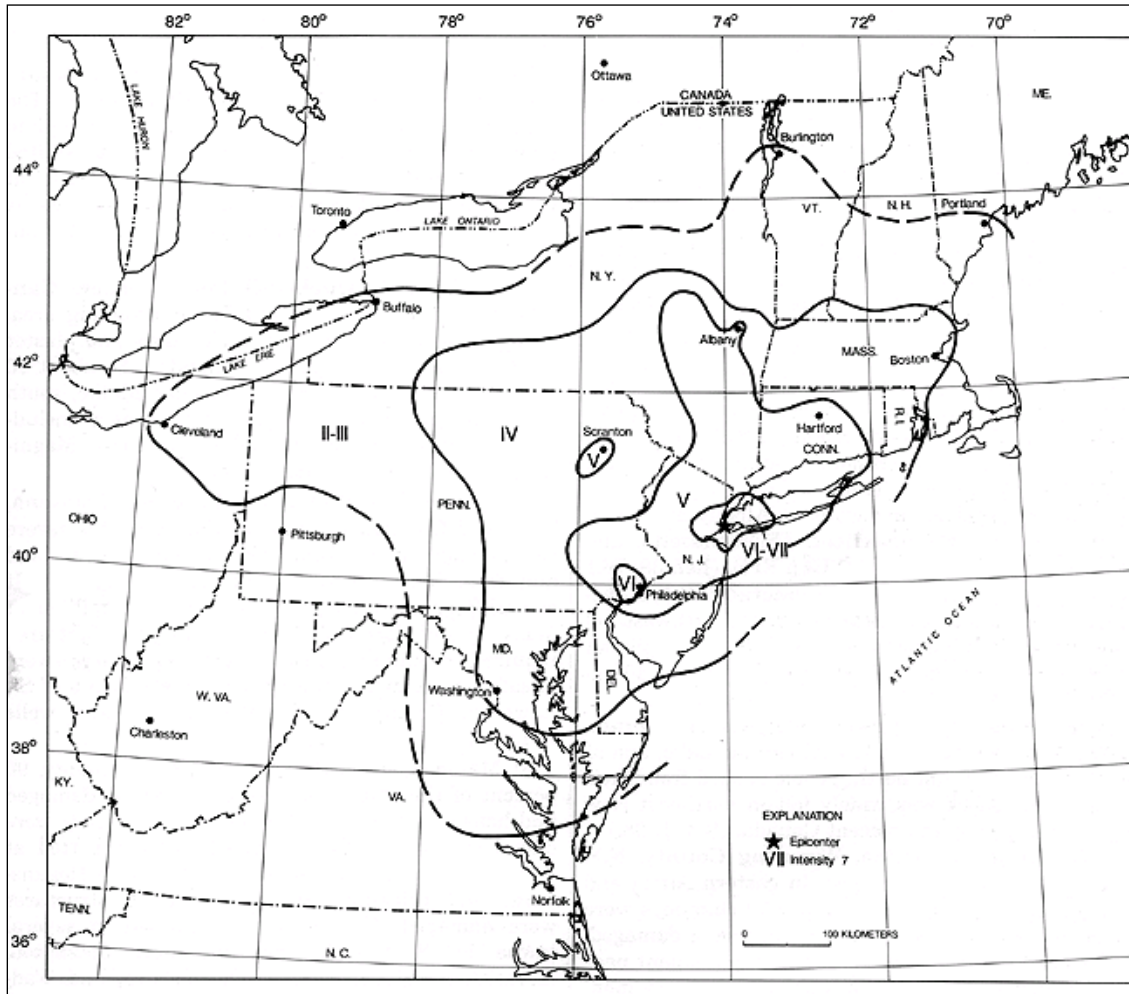 82° 80° 78° 76° 74° 72° 70°
42°
44°
42°
40°
38°
36°
Ottawa
CANADA
UNITED STATES
ME.
LAKE HURON
Burlington
Toronto
LAKE ONTARIO
VT.
N.H.
Portland
N.Y.
Buffalo
Albany
LAKE ERIE
MASS.
Boston
Cleveland
II-III
IV
Scranton
V
Hartford
CONN.
R.I.
PENN.
V
OHIO
Pittsburgh
N.J.
VI-VII
VI
Philadelphia
MD.
DEL.
Washington
ATLANTIC OCEAN
W. VA.
Charleston
KY.
VA.
EXPLANATION
Epicenter
VII Intensity 7
Norfolk
TENN.
N.C.
0 100 KILOMETERS